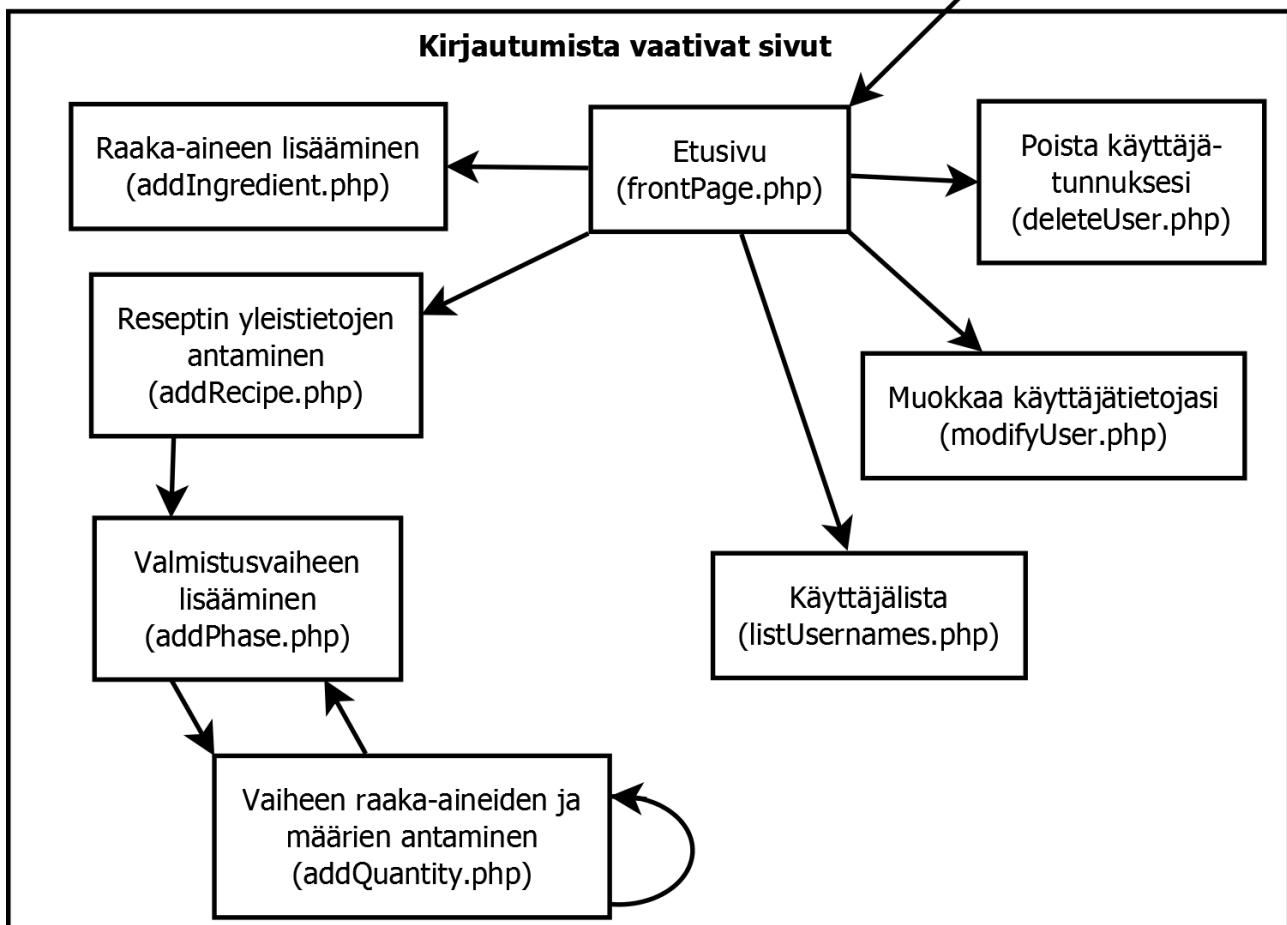 Kirjautumista vaativat sivut
Raaka-aineen lisääminen
(addIngredient.php)
Etusivu
(frontPage.php)
Poista käyttäjä-
tunnuksesi
(deleteUser.php)
Reseptin yleistietojen
antaminen
(addRecipe.php)
Muokkaa käyttäjätietojasi
(modifyUser.php)
Valmistusvaiheen
lisääminen
(addPhase.php)
Käyttäjälista
(listUsernames.php)
Vaiheen raaka-aineiden ja
määrien antaminen
(addQuantity.php)